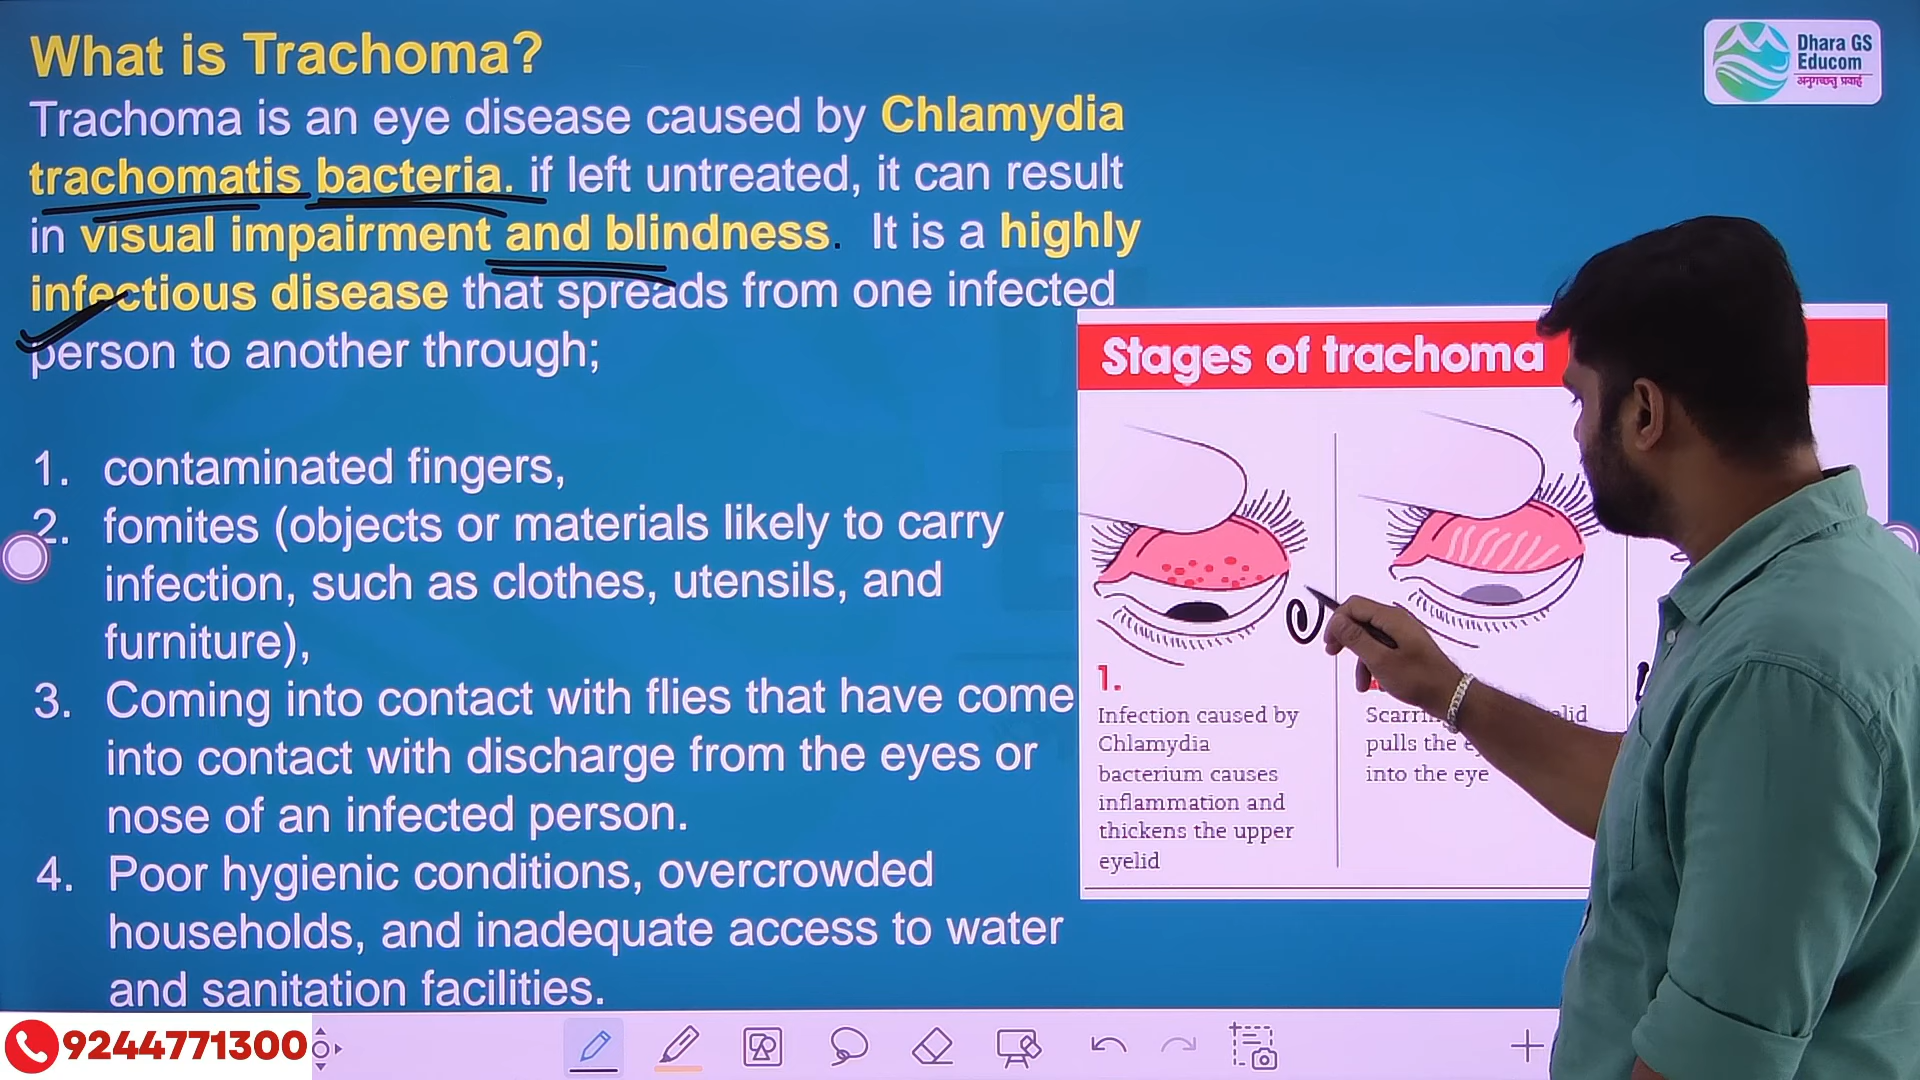 What is Trachoma?
Trachoma is an eye disease caused by Chlamydia
trachomatis bacteria. if left untreated, it can result
in visual impairment and blindness. It is a highly
infectious disease that spreads from one infected
person to another through;
1. contaminated fingers,
2. fomites (objects or materials likely to carry
infection, such as clothes, utensils, and
furniture),
3. Coming into contact with flies that have come
into contact with discharge from the eyes or
nose of an infected person.
4. Poor hygienic conditions, overcrowded
households, and inadequate access to water
and sanitation facilities.
Dhara GS
Educom
अनुगच्छतु प्रवाहं
Stages of trachoma
1.
Infection caused by
Chlamydia
bacterium causes
inflammation and
thickens the upper
eyelid
pulls the
into the eye
9244771300